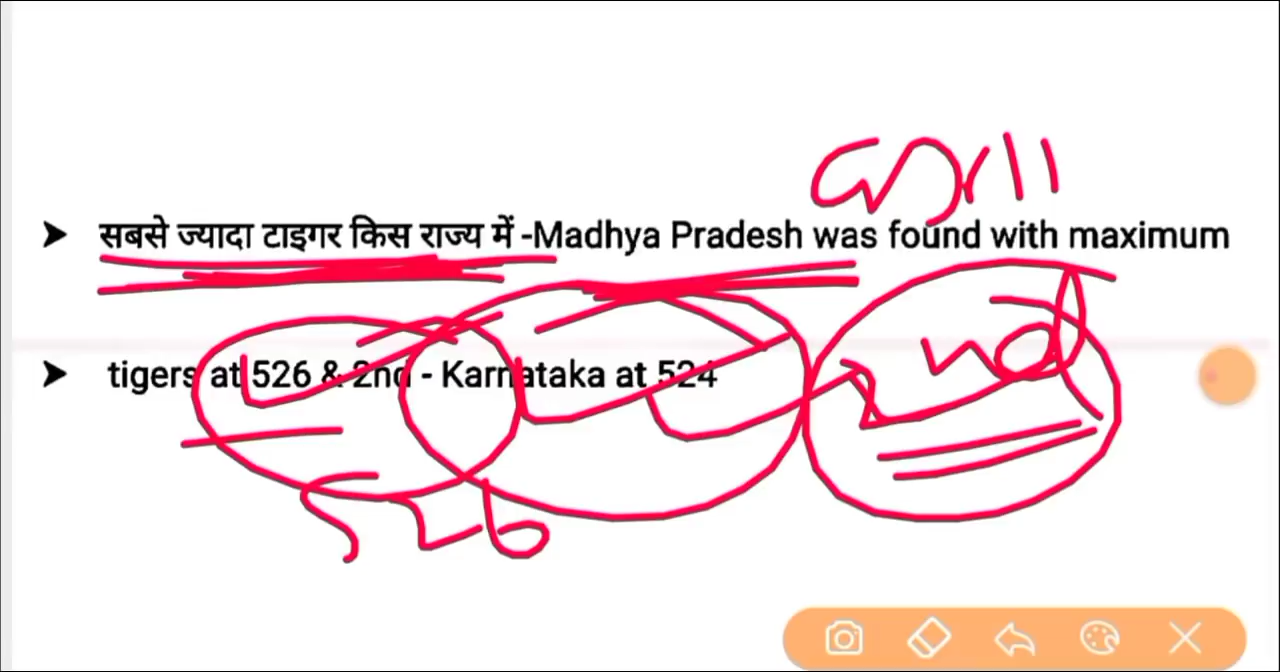 ➤ सबसे ज्यादा टाइगर किस राज्य में -Madhya Pradesh was found with maximum
➤ tigers at 526 & 2nd - Karnataka at 524
2nd
526